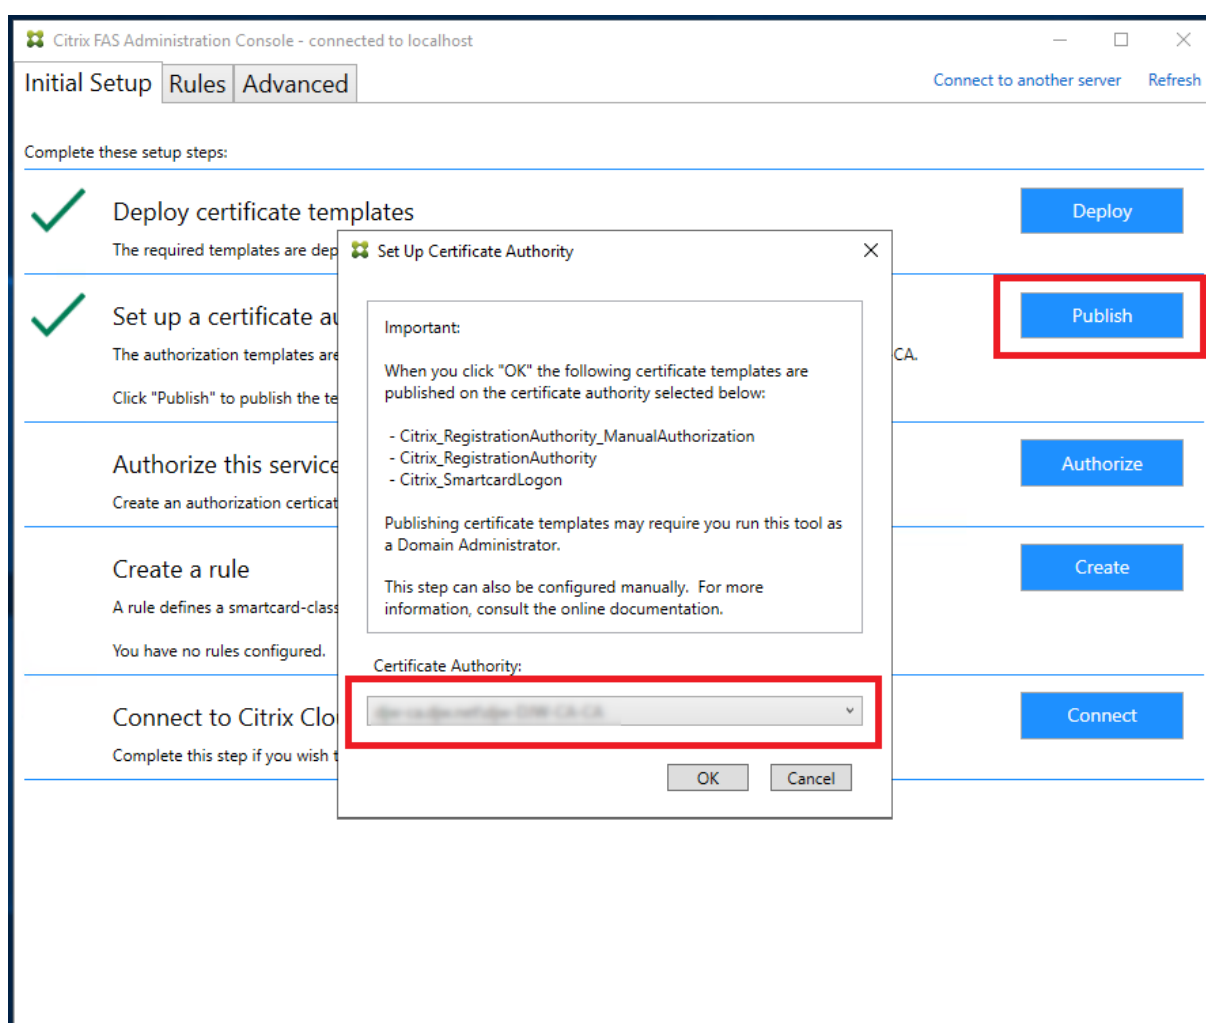 Citrix FAS Administration Console - connected to localhost
Initial Setup Rules Advanced Connect to another server Refresh
Complete these setup steps:
Deploy certificate templates
Deploy
The required templates are dep
Set Up Certificate Authority
Set up a certificate au
Publish
The authorization templates are
CA.
Click "Publish" to publish the te
Important:
When you click "OK" the following certificate templates are
published on the certificate authority selected below:
- Citrix_RegistrationAuthority_ManualAuthorization
- Citrix_RegistrationAuthority
- Citrix_SmartcardLogon
Publishing certificate templates may require you run this tool as
a Domain Administrator.
This step can also be configured manually.  For more
information, consult the online documentation.
Certificate Authority:
OK Cancel
Authorize this service
Authorize
Create an authorization certicat
Create a rule
Create
A rule defines a smartcard-class
You have no rules configured.
Connect to Citrix Clo
Connect
Complete this step if you wish t